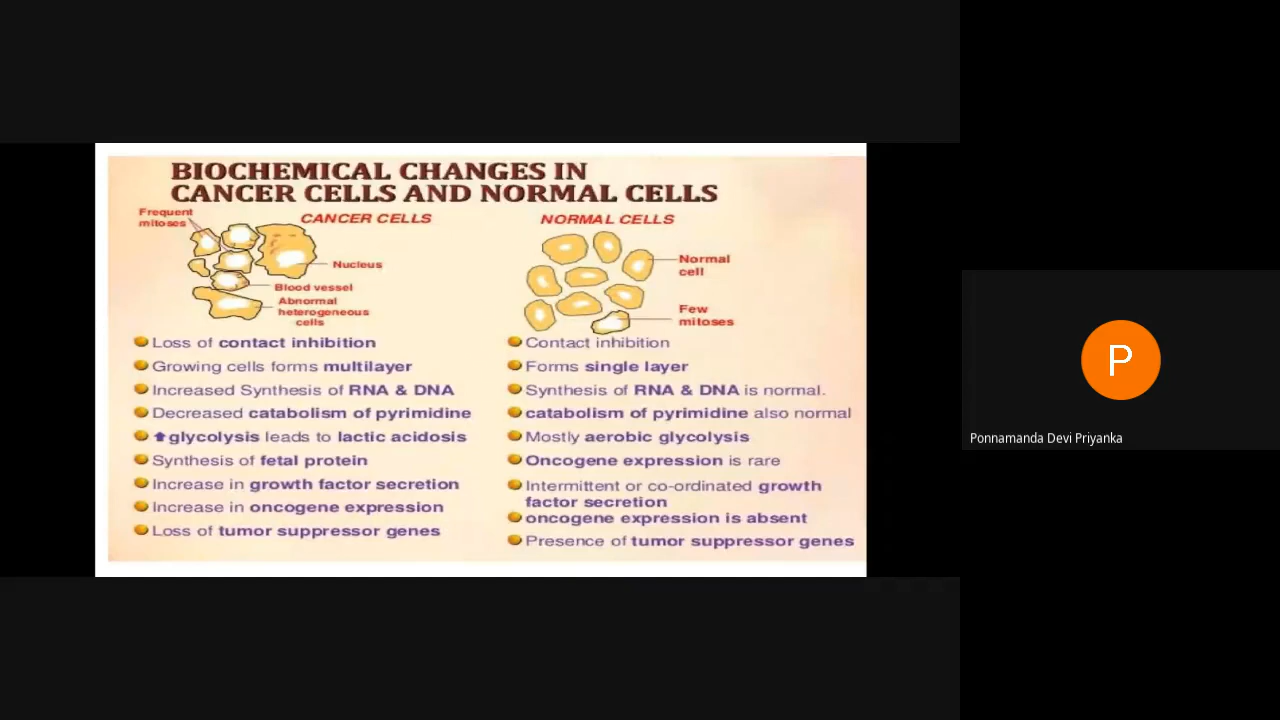 BIOCHEMICAL CHANGES IN
CANCER CELLS AND NORMAL CELLS
CANCER CELLS
Frequent
mitoses
Nucleus
Blood vessel
Abnormal
heterogeneous
cells
Loss of contact inhibition
Growing cells forms multilayer
Increased Synthesis of RNA & DNA
Decreased catabolism of pyrimidine
⬆glycolysis leads to lactic acidosis
Synthesis of fetal protein
Increase in growth factor secretion
Increase in oncogene expression
Loss of tumor suppressor genes
NORMAL CELLS
Normal
cell
Few
mitoses
Contact inhibition
Forms single layer
Synthesis of RNA & DNA is normal.
catabolism of pyrimidine also normal
Mostly aerobic glycolysis
Oncogene expression is rare
Intermittent or co-ordinated growth
factor secretion
oncogene expression is absent
Presence of tumor suppressor genes
P
Ponnamanda Devi Priyanka